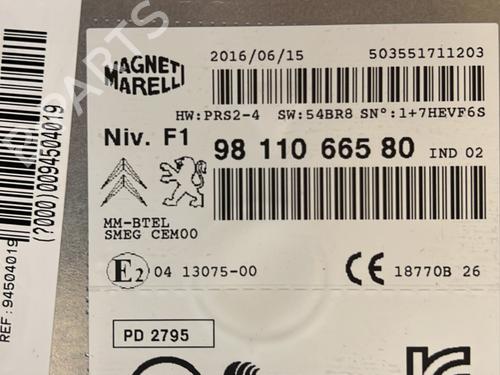 MAGNETI MARELLI
2016/06/15 503551711203
HW:PRS2-4 SW:54BR8 SN°:1+7HEVF6S
Niv. F1 98 110 665 80 IND 02
MM-BTEL
SMEG CEM00
E2 04 13075-00 CE 18770B 26
PD 2795
(2000)0094504019
REF: 94504019
B PARTS